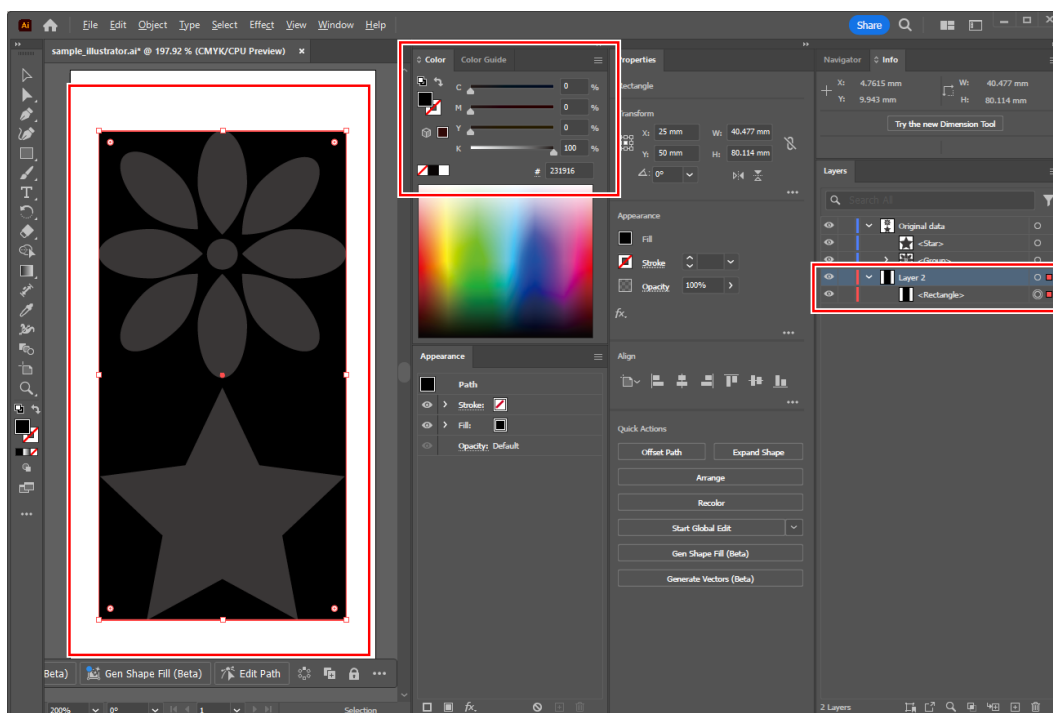 Ai File Edit Object Type Select Effect View Window Help Share
sample_illustrator.ai* @ 197.92 % (CMYK/CPU Preview) ×
Color Color Guide
C 0 %
M 0 %
Y 0 %
K 100 %
# 231916
Properties
Rectangle
Transform
X: 25 mm W: 40.477 mm
Y: 50 mm H: 80.114 mm
0°
Appearance
Fill
Stroke
Opacity 100%
fx.
Align
Quick Actions
Offset Path Expand Shape
Arrange
Recolor
Start Global Edit
Gen Shape Fill (Beta)
Generate Vectors (Beta)
Appearance
Path
Stroke:
Fill:
Opacity: Default
fx.
Navigator Info
X: 4.7615 mm W: 40.477 mm
Y: 9.943 mm H: 80.114 mm
Try the new Dimension Tool
Layers
Search All
Original data
<Star>
<Group>
Layer 2
<Rectangle>
2 Layers
Beta) Gen Shape Fill (Beta) Edit Path
200% 0° 1 Selection